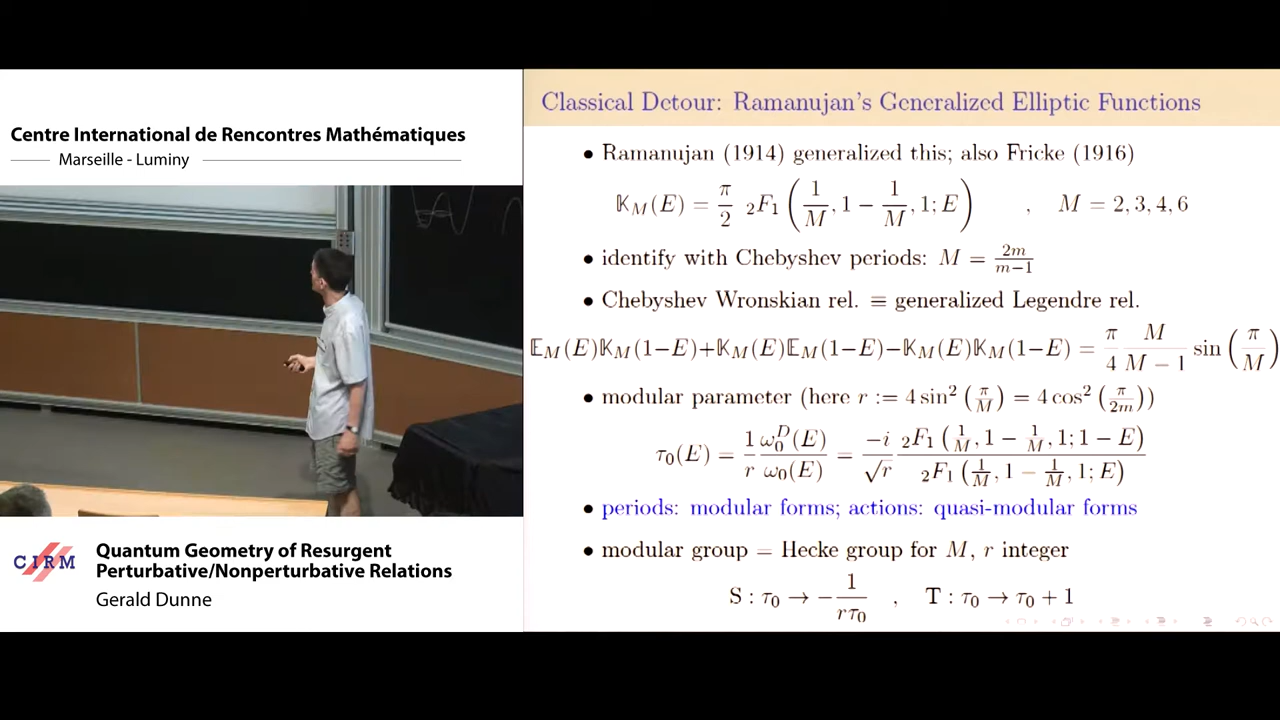 Centre International de Rencontres Mathématiques
Marseille - Luminy
CIRM
Quantum Geometry of Resurgent
Perturbative/Nonperturbative Relations
Gerald Dunne
Classical Detour: Ramanujan's Generalized Elliptic Functions
• Ramanujan (1914) generalized this; also Fricke (1916)
𝕂_M(E) = π/2 ₂F₁(1/M, 1 − 1/M, 1; E) , M = 2, 3, 4, 6
• identify with Chebyshev periods: M = 2m/(m−1)
• Chebyshev Wronskian rel. ≡ generalized Legendre rel.
𝔼_M(E)𝕂_M(1−E)+𝕂_M(E)𝔼_M(1−E)−𝕂_M(E)𝕂_M(1−E) = π/4 M/(M − 1) sin(π/M)
• modular parameter (here r := 4 sin²(π/M) = 4 cos²(π/2m))
τ₀(E) = 1/r ω₀^D(E)/ω₀(E) = −i/√r ₂F₁(1/M, 1 − 1/M, 1; 1 − E)/₂F₁(1/M, 1 − 1/M, 1; E)
• periods: modular forms; actions: quasi-modular forms
• modular group = Hecke group for M, r integer
S : τ₀ → −1/(rτ₀) , T : τ₀ → τ₀ + 1